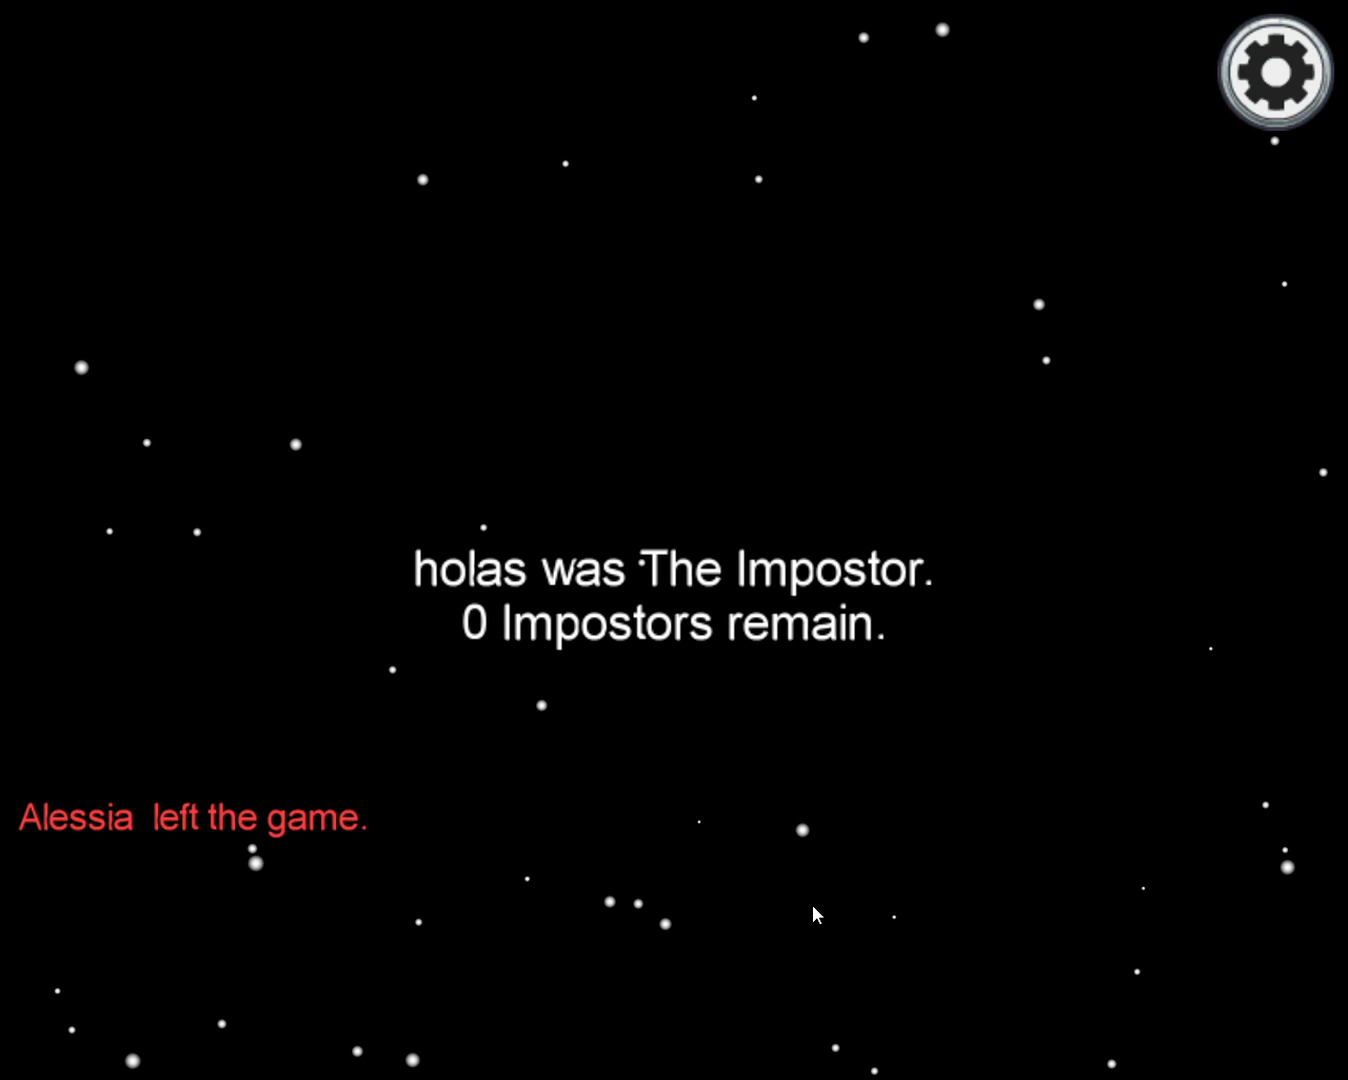 holas was The Impostor.
0 Impostors remain.
Alessia  left the game.